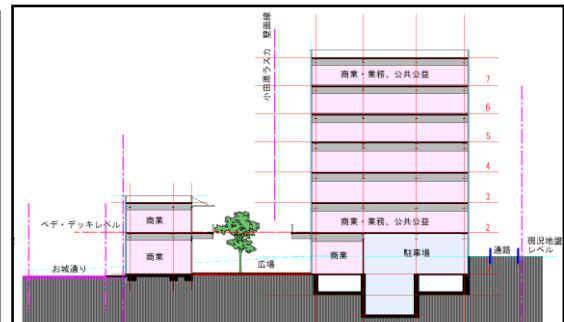 小田原ラスカ 壁面線
商業・業務、公共公益
7
6
5
4
3
ペデ・デッキレベル
商業
商業・業務、公共公益
2
現況地盤
レベル
商業
お城通り
広場
商業
駐車場
通路